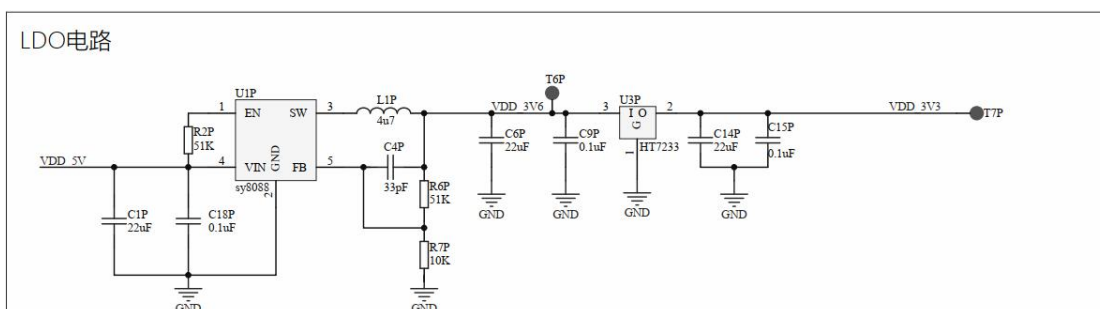 LDO电路
T6P
U1P
L1P
U3P
1
EN
SW
3
VDD_3V6
3
I
O
2
VDD_3V3
T7P
4u7
R2P
51K
C4P
C6P
22uF
C9P
0.1uF
G
1
HT7233
C14P
22uF
C15P
0.1uF
VDD_5V
4
VIN
GND
FB
5
33pF
sy8088
2
R6P
51K
GND
GND
GND
GND
C1P
22uF
C18P
0.1uF
R7P
10K
GND
GND